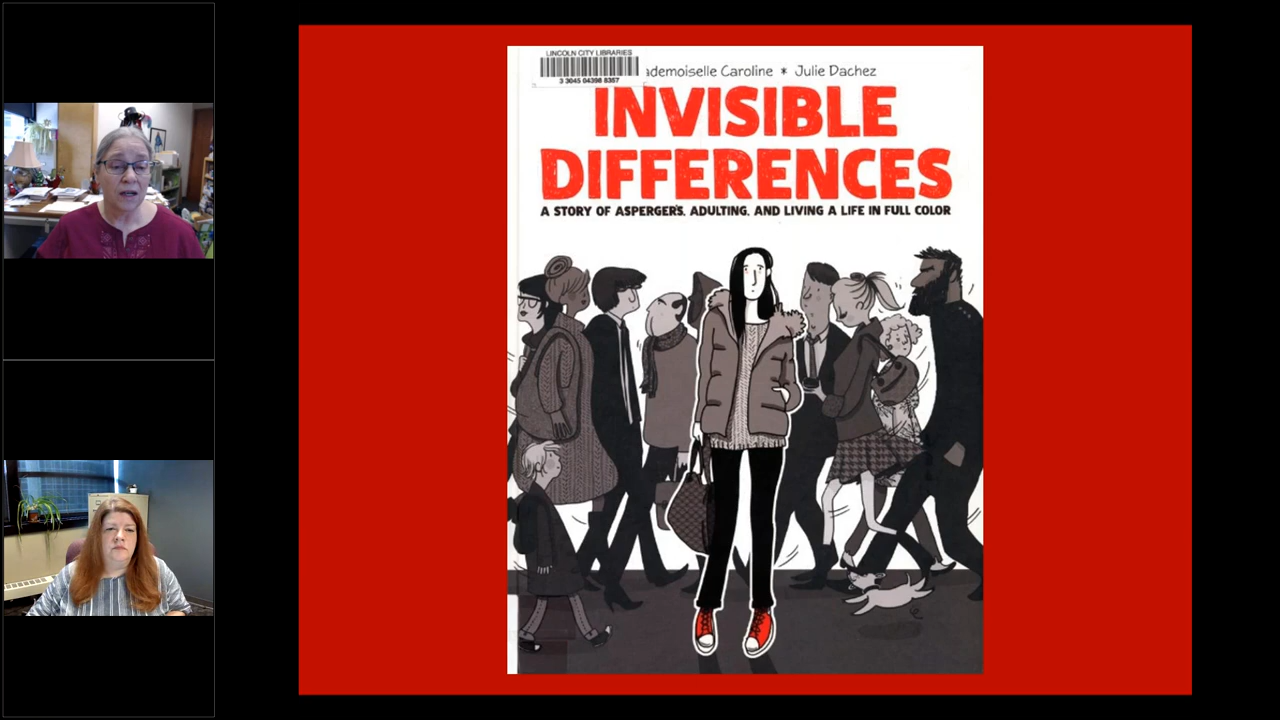 LINCOLN CITY LIBRARIES
3 3045 04398 8357
ademoiselle Caroline * Julie Dachez
INVISIBLE
DIFFERENCES
A STORY OF ASPERGER'S, ADULTING, AND LIVING A LIFE IN FULL COLOR